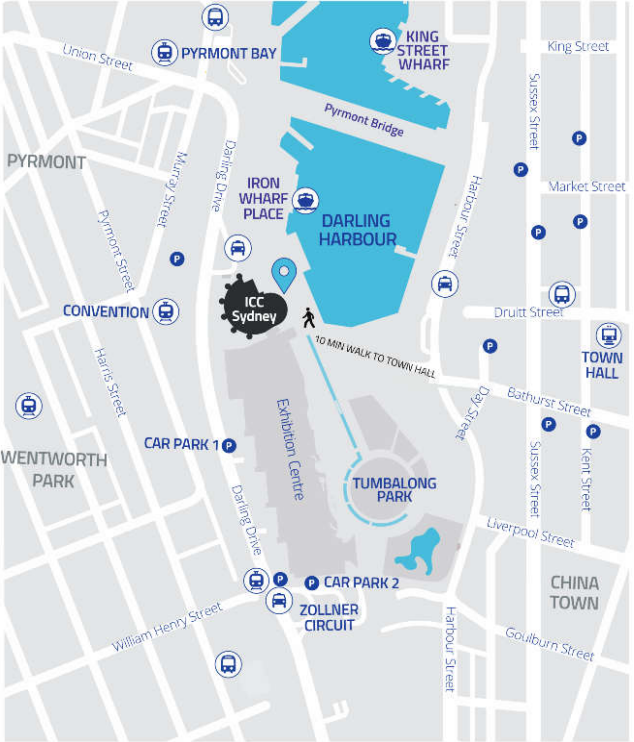 Union Street
PYRMONT BAY
KING
STREET
WHARF
King Street
Sussex Street
Pyrmont Bridge
P
P
PYRMONT
Murray Street
Darling Drive
IRON
WHARF
PLACE
Harbour Street
Market Street
Pyrmont Street
DARLING
HARBOUR
P
P
P
ICC
Sydney
CONVENTION
Druitt Street
10 MIN WALK TO TOWN HALL
P
TOWN
HALL
Harris Street
Day Street
Bathurst Street
Exhibition Centre
CAR PARK 1
P
P
P
WENTWORTH
PARK
Sussex Street
Kent Street
TUMBALONG
PARK
Darling Drive
Liverpool Street
P
P
CAR PARK 2
CHINA
TOWN
ZOLLNER
CIRCUIT
William Henry Street
Harbour Street
Goulburn Street